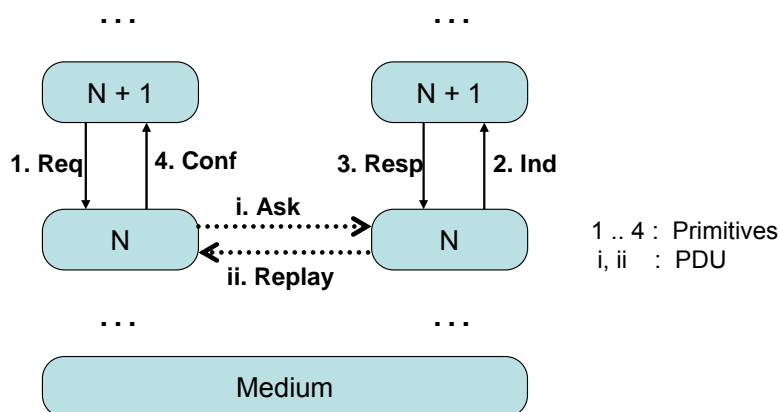 ... ...
N + 1 N + 1
1. Req 4. Conf 3. Resp 2. Ind
i. Ask
N N
1 .. 4 : Primitives
ii. Replay
i, ii : PDU
... ...
Medium